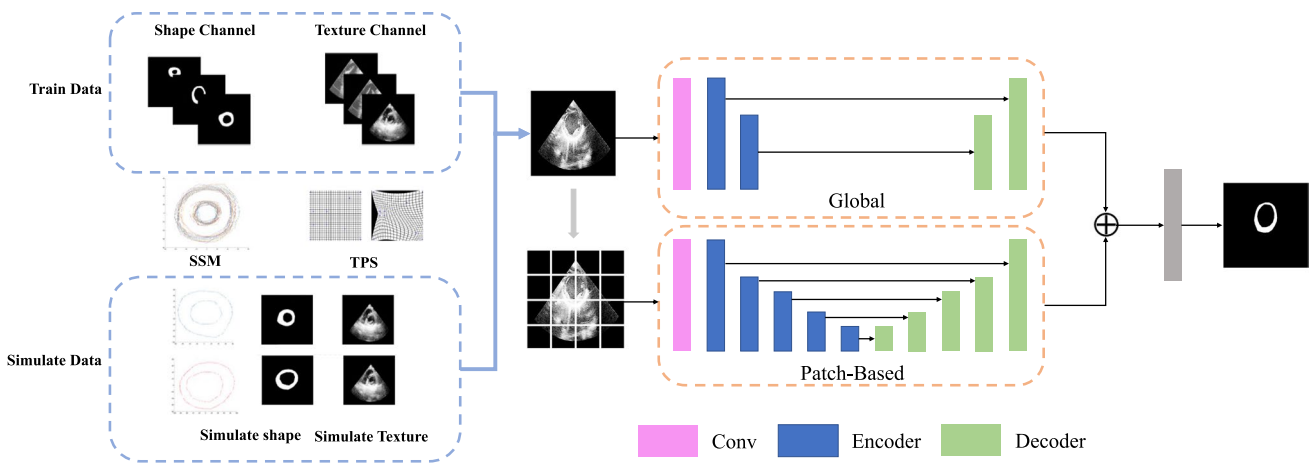 Shape Channel
Texture Channel
Train Data
SSM
TPS
Simulate Data
Simulate shape
Simulate Texture
Global
Patch-Based
Conv
Encoder
Decoder